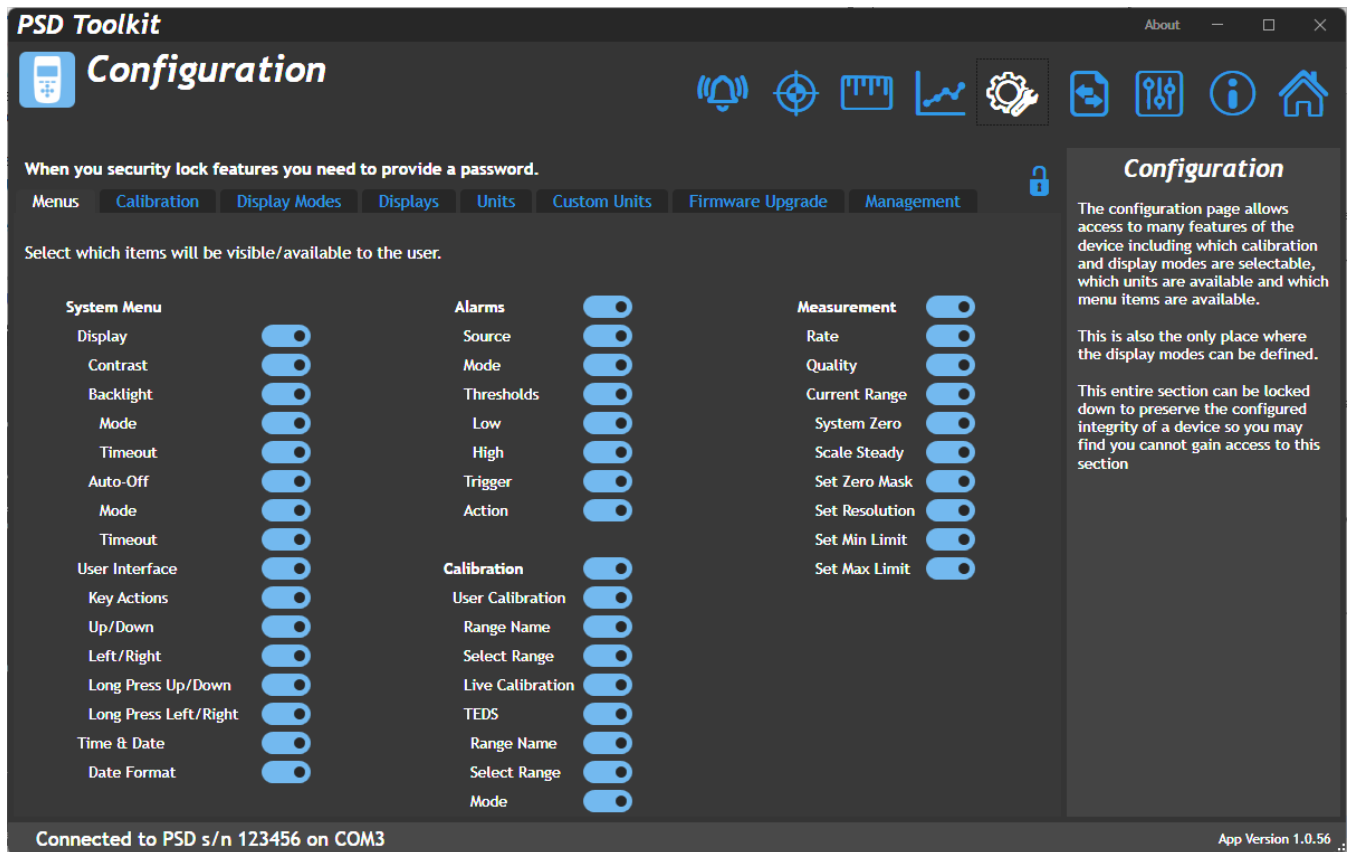 PSD Toolkit
About
Configuration
When you security lock features you need to provide a password.
Menus Calibration Display Modes Displays Units Custom Units Firmware Upgrade Management
Select which items will be visible/available to the user.
System Menu
Display
Contrast
Backlight
Mode
Timeout
Auto-Off
Mode
Timeout
User Interface
Key Actions
Up/Down
Left/Right
Long Press Up/Down
Long Press Left/Right
Time & Date
Date Format
Alarms
Source
Mode
Thresholds
Low
High
Trigger
Action
Calibration
User Calibration
Range Name
Select Range
Live Calibration
TEDS
Range Name
Select Range
Mode
Measurement
Rate
Quality
Current Range
System Zero
Scale Steady
Set Zero Mask
Set Resolution
Set Min Limit
Set Max Limit
Configuration
The configuration page allows
access to many features of the
device including which calibration
and display modes are selectable,
which units are available and which
menu items are available.
This is also the only place where
the display modes can be defined.
This entire section can be locked
down to preserve the configured
integrity of a device so you may
find you cannot gain access to this
section
Connected to PSD s/n 123456 on COM3
App Version 1.0.56